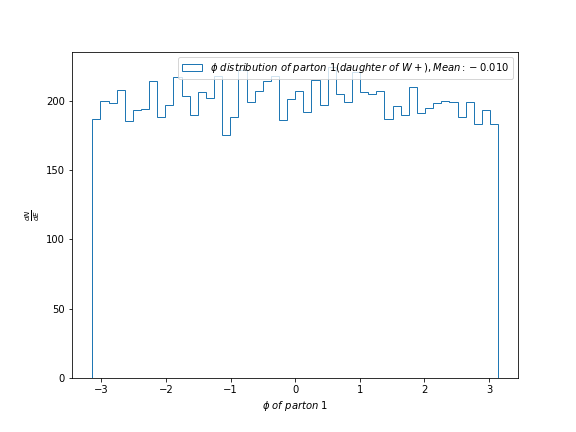 ϕ distribution of parton 1(daughter of W+), Mean: −0.010
200
150
100
50
0
dN
dE
−3 −2 −1 0 1 2 3
ϕ of parton 1